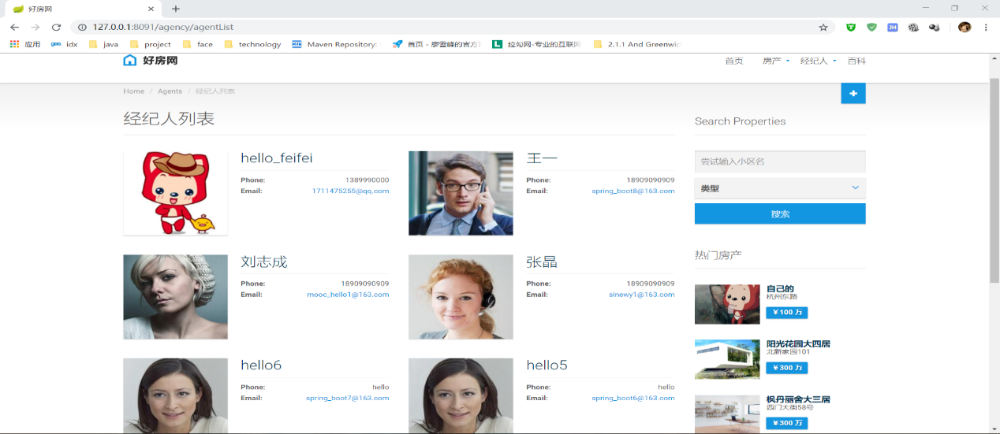 好房网
127.0.0.1:8091/agency/agentList
应用 idx java project face technology Maven Repository: 首页 - 廖雪峰的官方 拉勾网-专业的互联网 2.1.1 And Greenwic
好房网 首页 房产 经纪人 百科
Home / Agents / 经纪人列表
经纪人列表
hello_feifei
Phone: 1389990000
Email: 1711475255@qq.com
王一
Phone: 18909090909
Email: spring_boot8@163.com
刘志成
Phone: 18909090909
Email: mooc_hello1@163.com
张晶
Phone: 18909090909
Email: sinewy1@163.com
hello6
Phone: hello
Email: spring_boot7@163.com
hello5
Phone: hello
Email: spring_boot6@163.com
Search Properties
尝试输入小区名
类型
搜索
热门房产
自己的
杭州东路
￥100 万
阳光花园大四居
北新家园101
￥300 万
枫丹丽舍大三居
西门大街58号
￥300 万